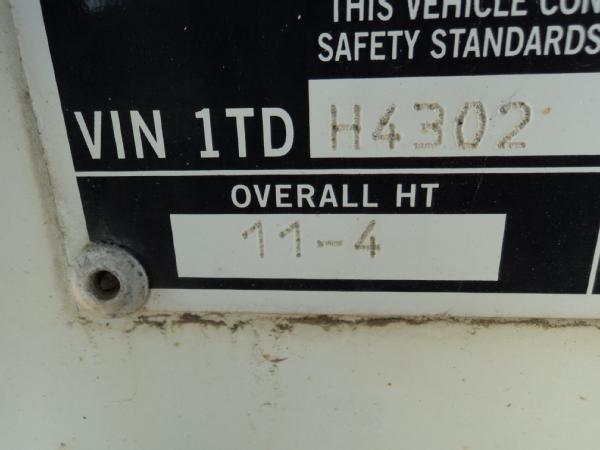 THIS VEHICLE CON
SAFETY STANDARDS
VIN 1TD H4302
OVERALL HT
11-4